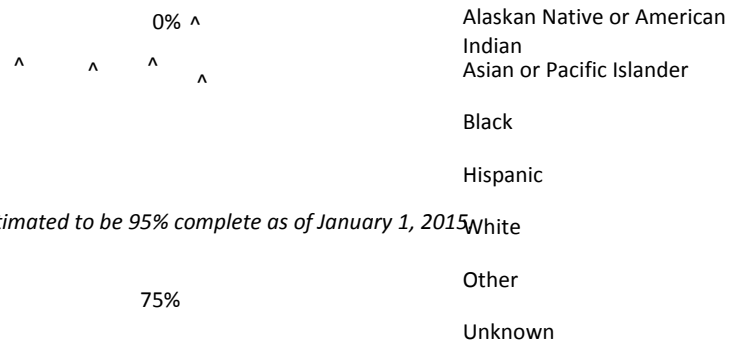 0% ^
^ ^ ^
^
timated to be 95% complete as of January 1, 2015.
75%
Alaskan Native or American
Indian
Asian or Pacific Islander
Black
Hispanic
White
Other
Unknown